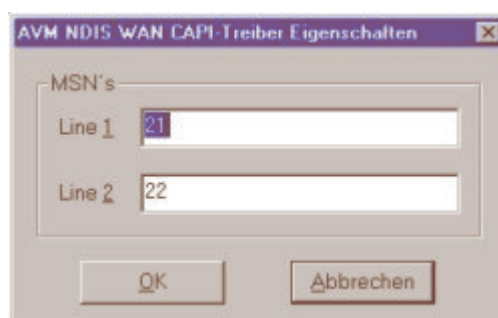 AVM NDIS WAN CAPI-Treiber Eigenschaften
MSN's
Line 1 21
Line 2 22
OK Abbrechen